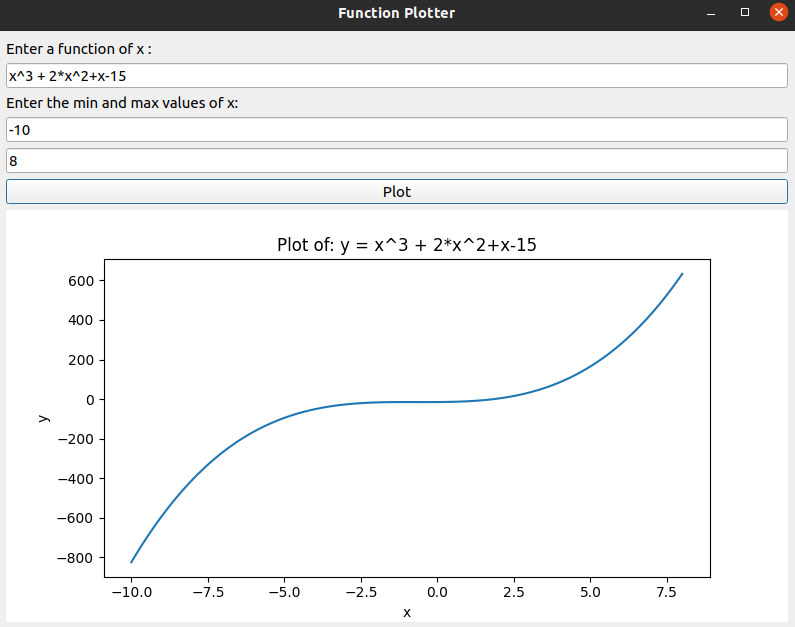 Function Plotter
Enter a function of x :
x^3 + 2*x^2+x-15
Enter the min and max values of x:
-10
8
Plot
Plot of: y = x^3 + 2*x^2+x-15
600
400
200
0
−200
−400
−600
−800
y
−10.0 −7.5 −5.0 −2.5 0.0 2.5 5.0 7.5
x